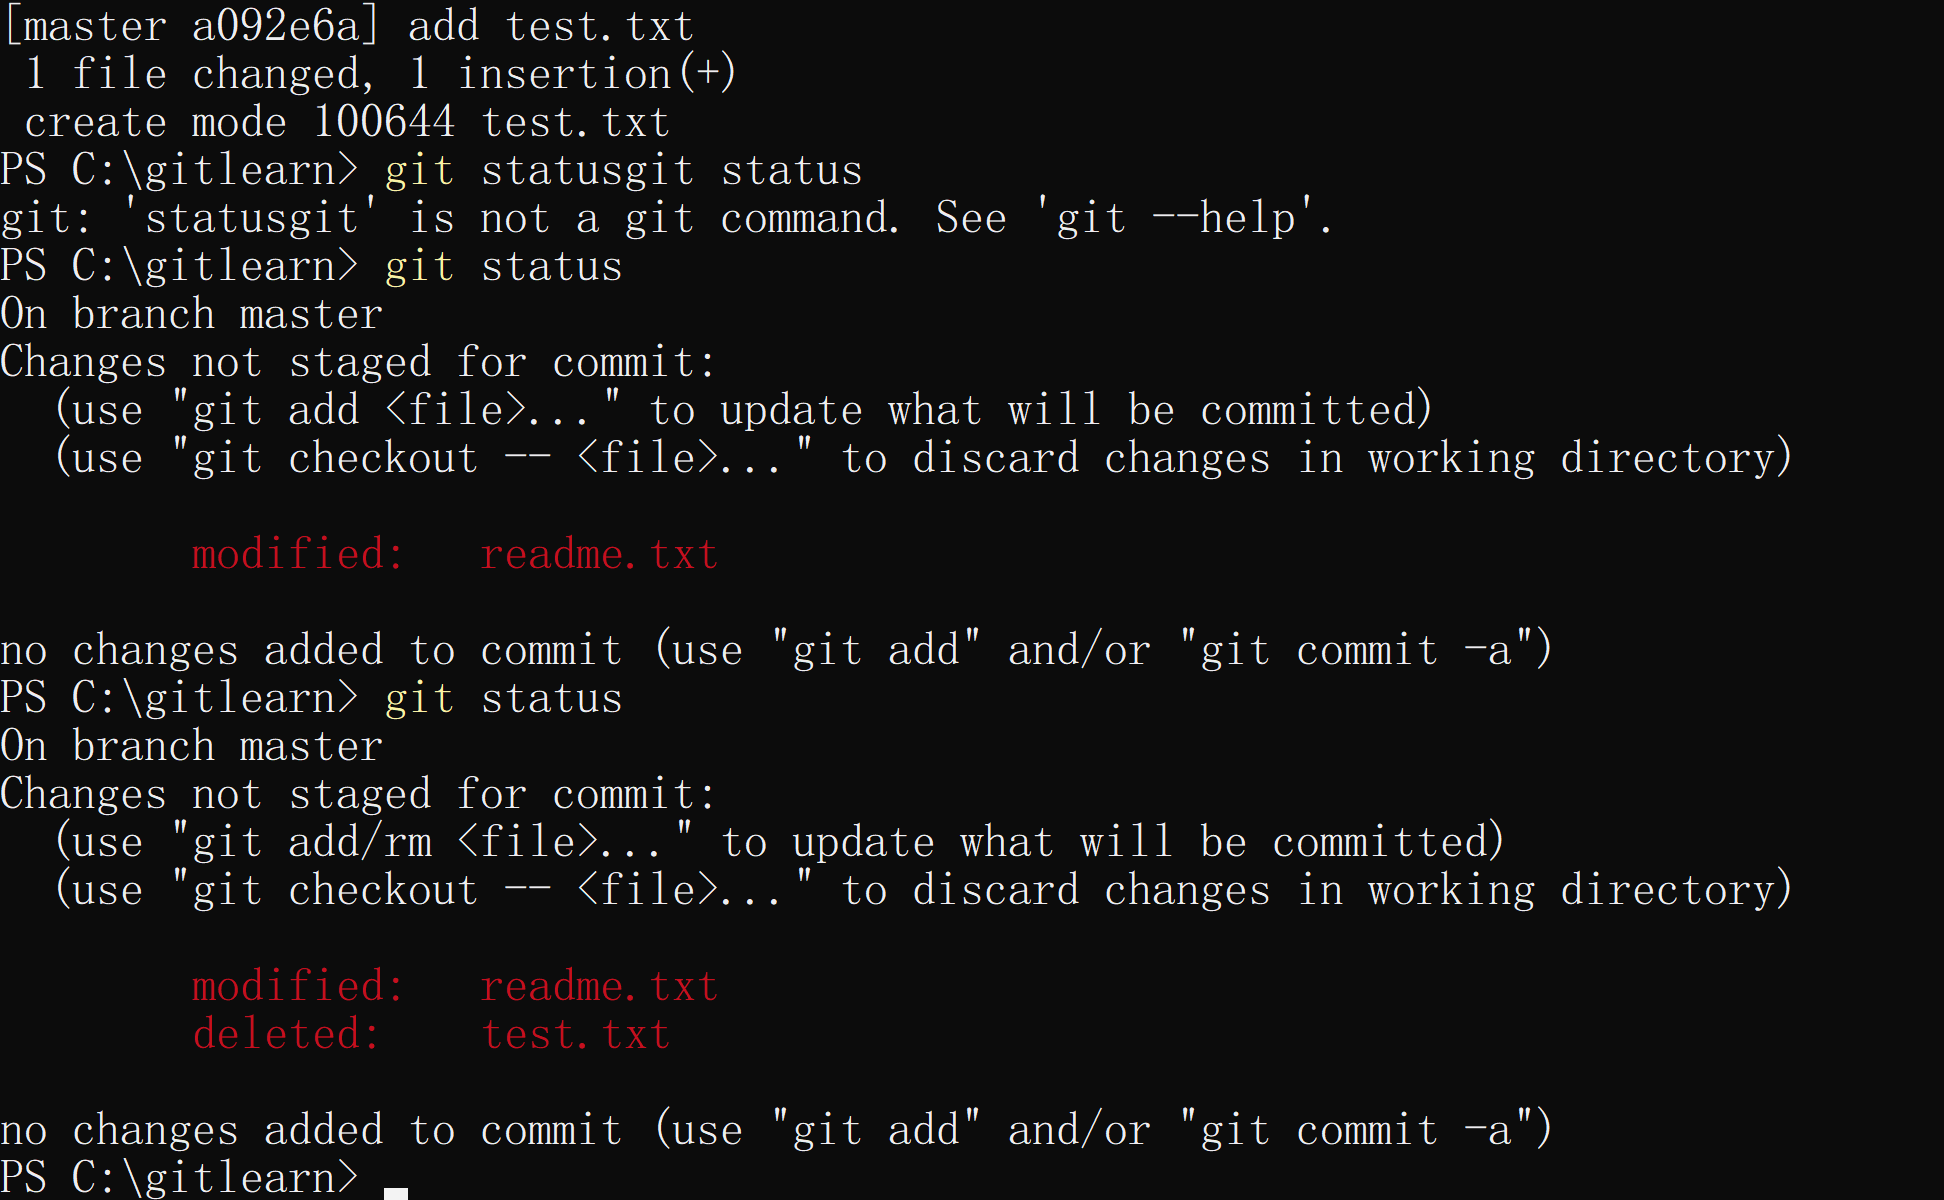 [master a092e6a] add test.txt
 1 file changed, 1 insertion(+)
 create mode 100644 test.txt
PS C:\gitlearn> git statusgit status
git: 'statusgit' is not a git command. See 'git --help'.
PS C:\gitlearn> git status
On branch master
Changes not staged for commit:
  (use "git add <file>..." to update what will be committed)
  (use "git checkout -- <file>..." to discard changes in working directory)
        modified:   readme.txt
no changes added to commit (use "git add" and/or "git commit -a")
PS C:\gitlearn> git status
On branch master
Changes not staged for commit:
  (use "git add/rm <file>..." to update what will be committed)
  (use "git checkout -- <file>..." to discard changes in working directory)
        modified:   readme.txt
        deleted:    test.txt
no changes added to commit (use "git add" and/or "git commit -a")
PS C:\gitlearn>